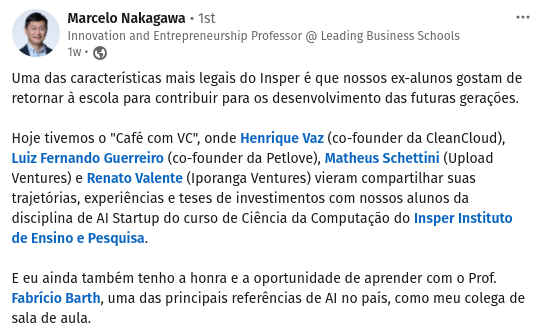 Marcelo Nakagawa • 1st
Innovation and Entrepreneurship Professor @ Leading Business Schools
1w •
Uma das características mais legais do Insper é que nossos ex-alunos gostam de
retornar à escola para contribuir para os desenvolvimento das futuras gerações.
Hoje tivemos o "Café com VC", onde Henrique Vaz (co-founder da CleanCloud),
Luiz Fernando Guerreiro (co-founder da Petlove), Matheus Schettini (Upload
Ventures) e Renato Valente (Iporanga Ventures) vieram compartilhar suas
trajetórias, experiências e teses de investimentos com nossos alunos da
disciplina de AI Startup do curso de Ciência da Computação do Insper Instituto
de Ensino e Pesquisa.
E eu ainda também tenho a honra e a oportunidade de aprender com o Prof.
Fabrício Barth, uma das principais referências de AI no país, como meu colega de
sala de aula.